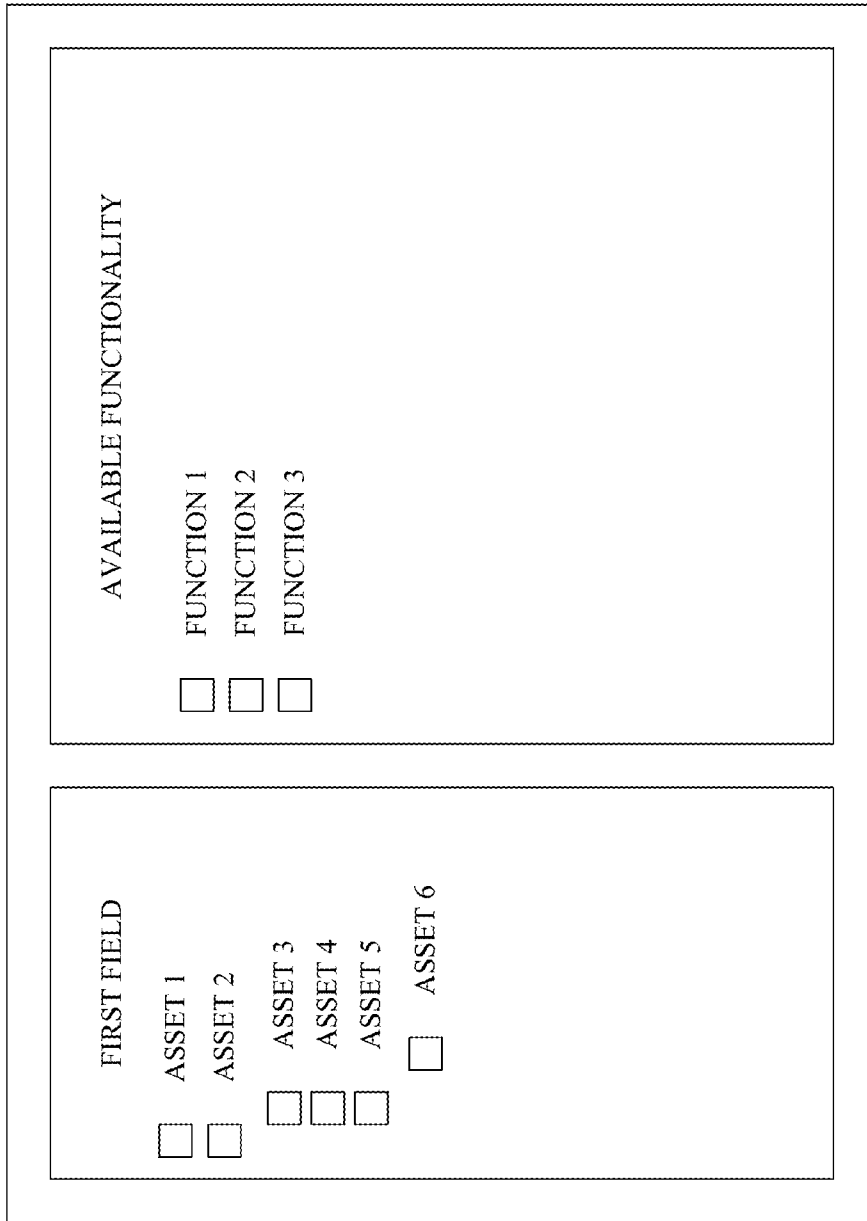 FIRST FIELD
ASSET 1
ASSET 2
ASSET 3
ASSET 4
ASSET 5
ASSET 6
AVAILABLE FUNCTIONALITY
FUNCTION 1
FUNCTION 2
FUNCTION 3